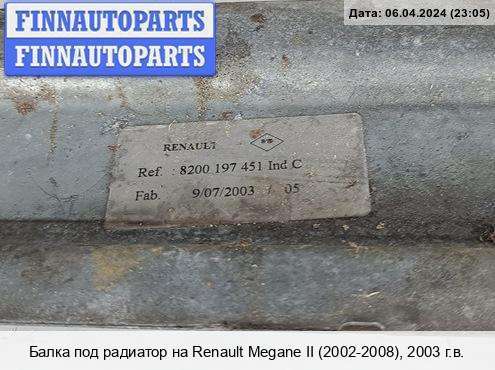 FINNAUTOPARTS
FINNAUTOPARTS
Дата: 06.04.2024 (23:05)
RENAULT
Ref. : 8200 197 451 Ind C
Fab. 9/07/2003 / 05
Балка под радиатор на Renault Megane II (2002-2008), 2003 г.в.